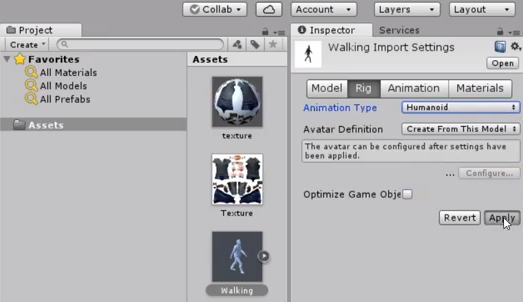 Collab
Account
Layers
Layout
Project
Create
Favorites
All Materials
All Models
All Prefabs
Assets
Assets
texture
Texture
Walking
Inspector
Services
Walking Import Settings
Open
Model
Rig
Animation
Materials
Animation Type
Humanoid
Avatar Definition
Create From This Model
The avatar can be configured after settings have
been applied.
... Configure...
Optimize Game Obje
Revert
Apply